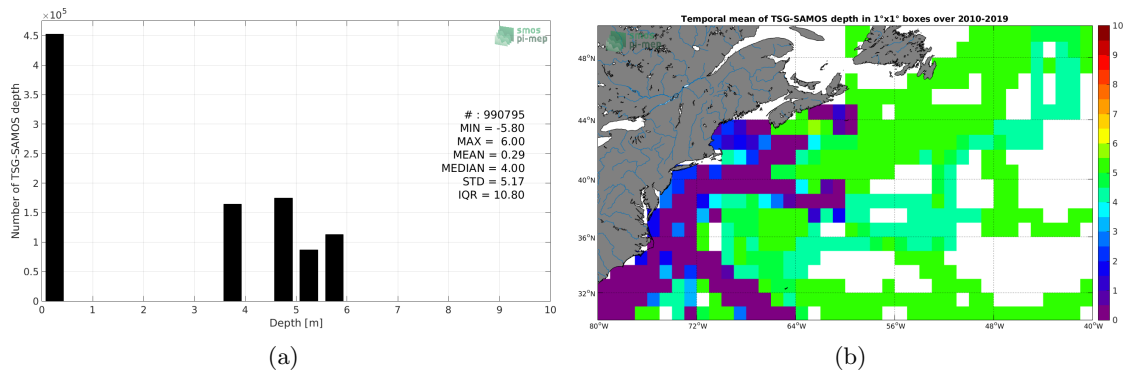 ×10⁵
4.5
4
3.5
3
2.5
2
1.5
1
0.5
0
Number of TSG-SAMOS depth
smos
pi-mep
# : 990795
MIN = -5.80
MAX = 6.00
MEAN = 0.29
MEDIAN = 4.00
STD = 5.17
IQR = 10.80
0 1 2 3 4 5 6 7 8 9 10
Depth [m]
(a)
Temporal mean of TSG-SAMOS depth in 1°x1° boxes over 2010-2019
smos
pi-mep
48°N
44°N
40°N
36°N
32°N
80°W 72°W 64°W 56°W 48°W 40°W
10
9
8
7
6
5
4
3
2
1
0
(b)